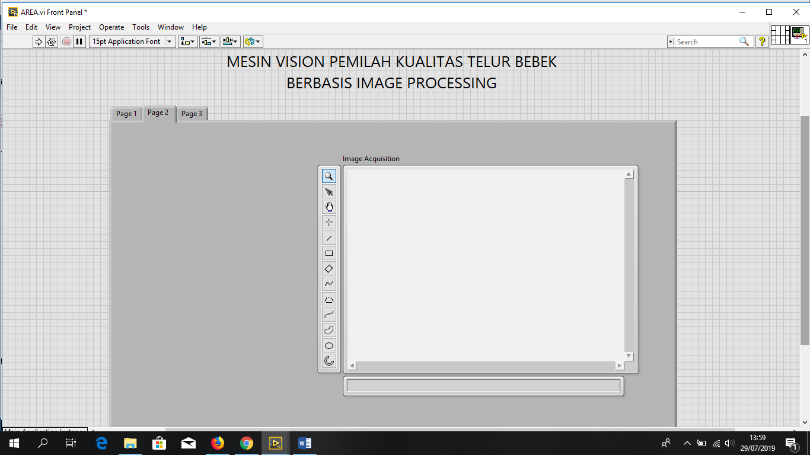 AREA.vi Front Panel *
File Edit View Project Operate Tools Window Help
15pt Application Font
Search
MESIN VISION PEMILAH KUALITAS TELUR BEBEK
BERBASIS IMAGE PROCESSING
Page 1 Page 2 Page 3
Image Acquisition
13:59
29/07/2019